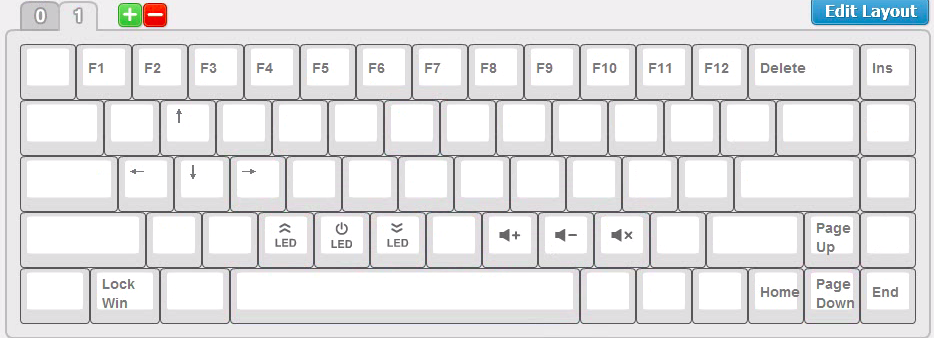 0 1 + − Edit Layout
F1 F2 F3 F4 F5 F6 F7 F8 F9 F10 F11 F12 Delete Ins
↑
← ↓ →
LED LED LED + − × Page
Up
Lock
Win Home Page
Down End